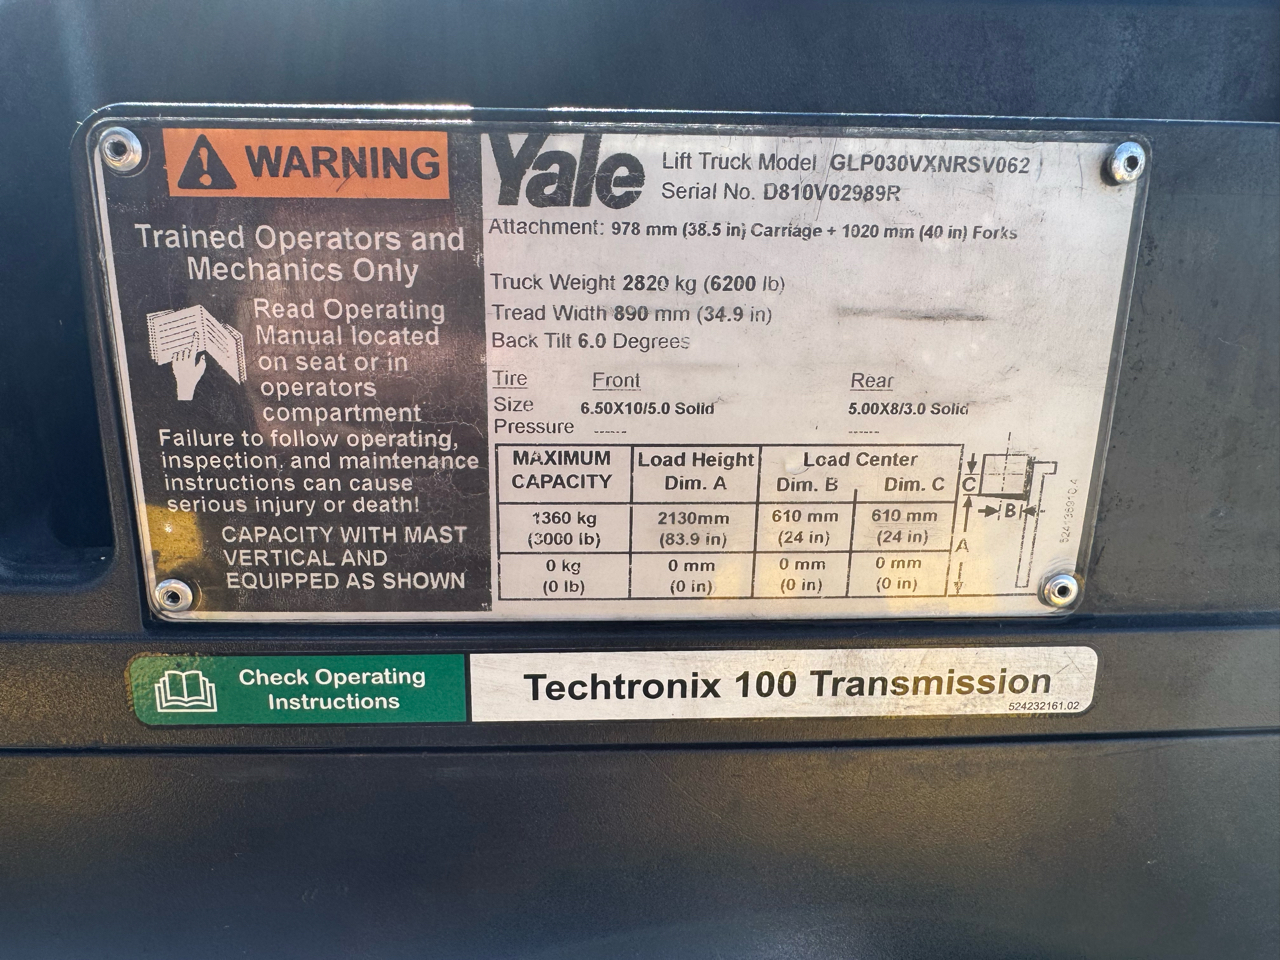 WARNING
Trained Operators and
Mechanics Only
Read Operating
Manual located
on seat or in
operators
compartment
Failure to follow operating,
inspection, and maintenance
instructions can cause
serious injury or death!
CAPACITY WITH MAST
VERTICAL AND
EQUIPPED AS SHOWN
Yale
Lift Truck Model GLP030VXNRSV062
Serial No. D810V02989R
Attachment: 978 mm (38.5 in) Carriage + 1020 mm (40 in) Forks
Truck Weight 2820 kg (6200 lb)
Tread Width 890 mm (34.9 in)
Back Tilt 6.0 Degrees
Tire Front Rear
Size 6.50X10/5.0 Solid 5.00X8/3.0 Solid
Pressure ------ ------
MAXIMUM CAPACITY Load Height Dim. A Load Center Dim. B Dim. C
1360 kg 2130mm 610 mm 610 mm
(3000 lb) (83.9 in) (24 in) (24 in)
0 kg 0 mm 0 mm 0 mm
(0 lb) (0 in) (0 in) (0 in)
C
B
A
Check Operating
Instructions
Techtronix 100 Transmission
524232161.02